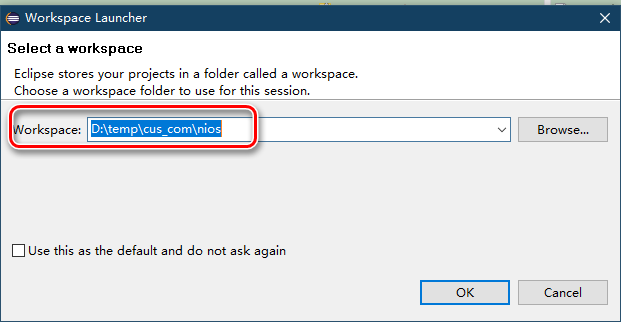 Workspace Launcher
Select a workspace
Eclipse stores your projects in a folder called a workspace.
Choose a workspace folder to use for this session.
Workspace: D:\temp\cus_com\nios Browse...
Use this as the default and do not ask again
OK Cancel